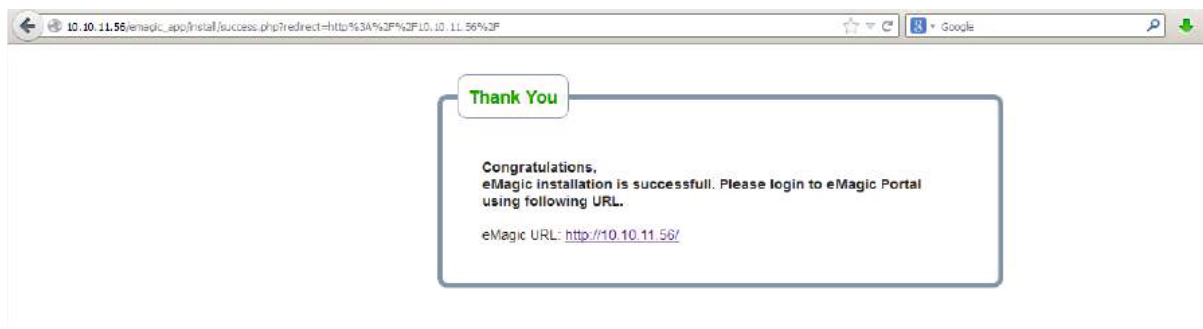 10.10.11.56/emagic_app/install/success.php?redirect=http%3A%2F%2F10.10.11.56%2F
Google
Thank You
Congratulations,
eMagic installation is successfull. Please login to eMagic Portal
using following URL.
eMagic URL: http://10.10.11.56/